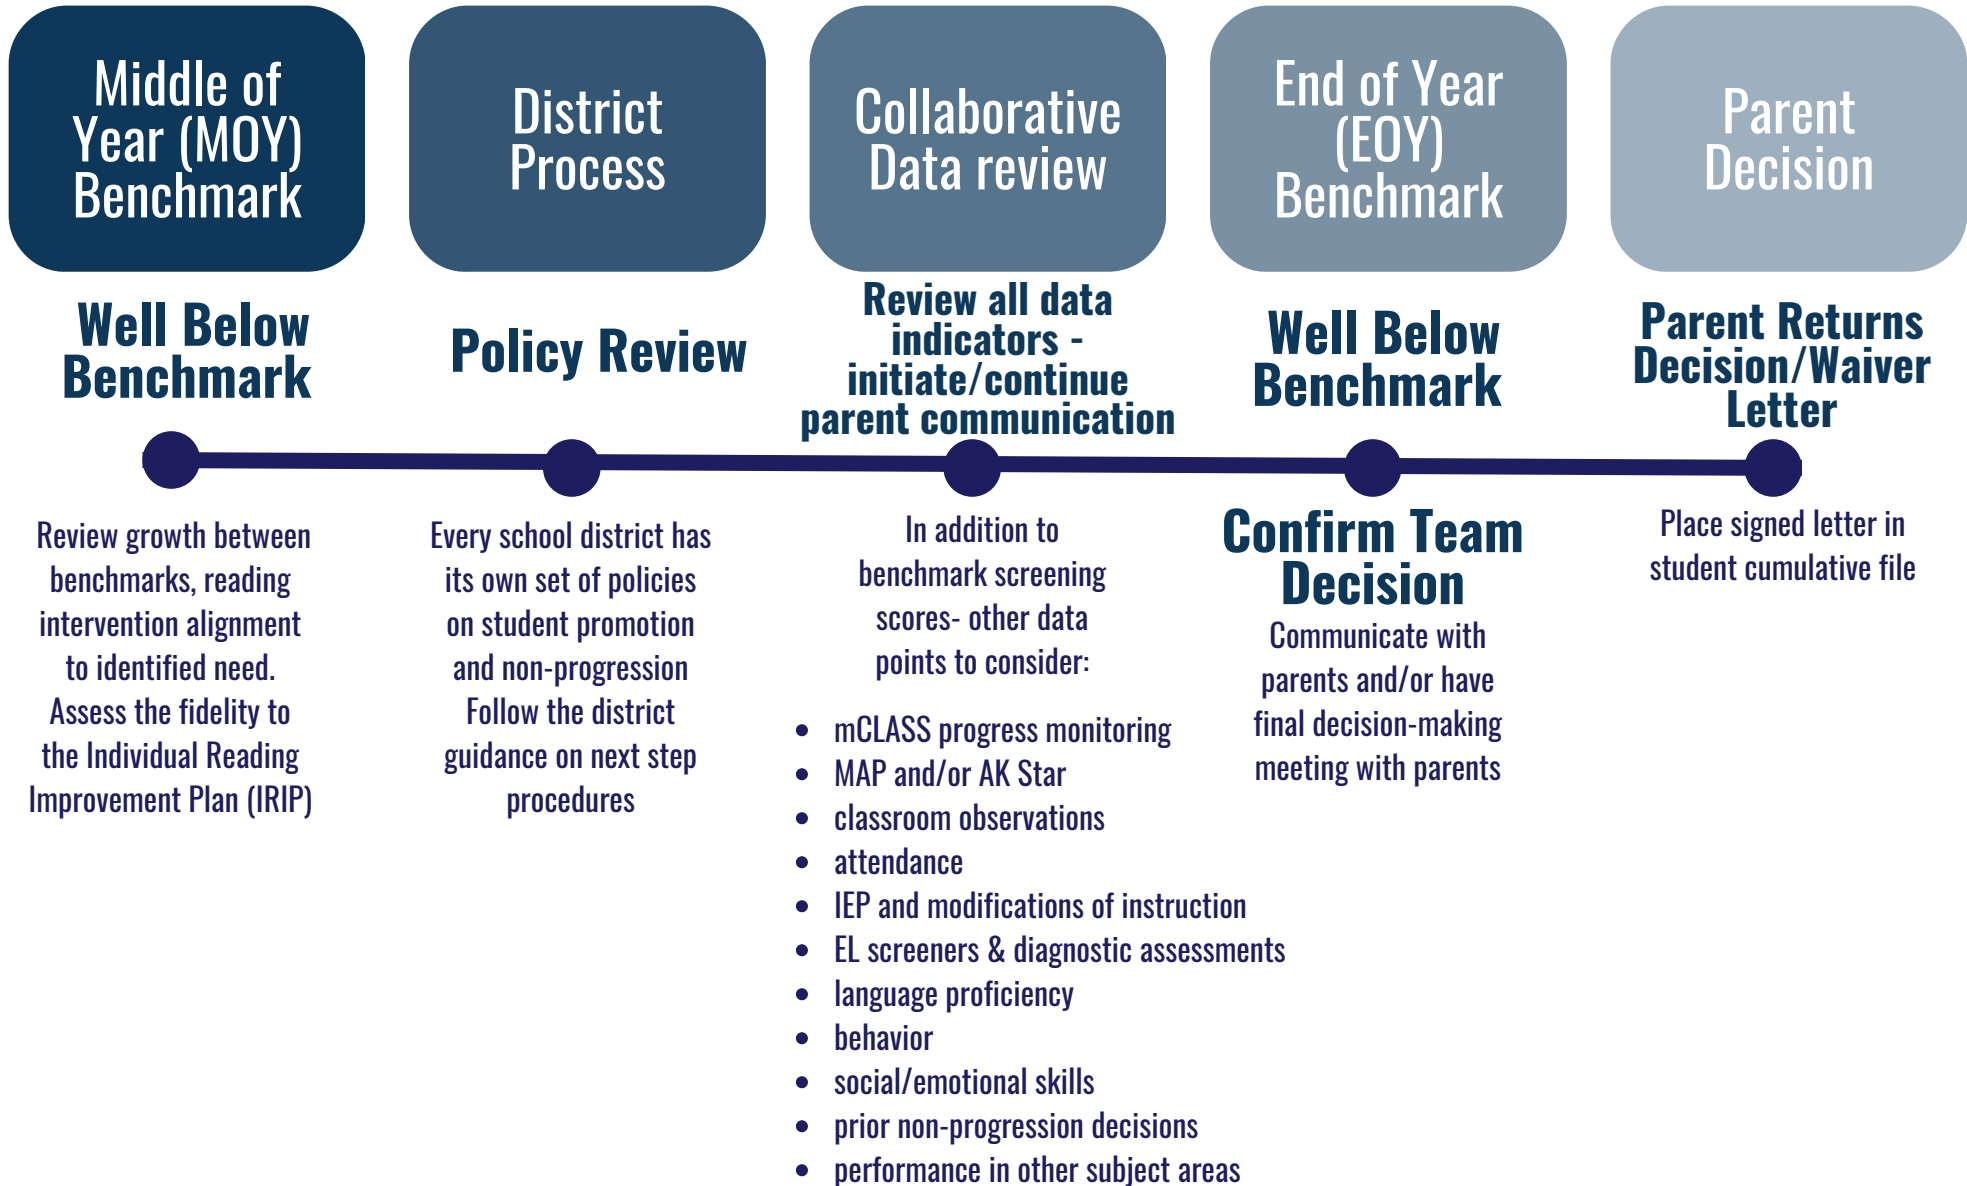 Middle of
Year (MOY)
Benchmark
Well Below
Benchmark
Review growth between
benchmarks, reading
intervention alignment
to identified need.
Assess the fidelity to
the Individual Reading
Improvement Plan (IRIP)
District
Process
Policy Review
Every school district has
its own set of policies
on student promotion
and non-progression
Follow the district
guidance on next step
procedures
Collaborative
Data review
Review all data
indicators -
initiate/continue
parent communication
In addition to
benchmark screening
scores- other data
points to consider:
• mCLASS progress monitoring
• MAP and/or AK Star
• classroom observations
• attendance
• IEP and modifications of instruction
• EL screeners & diagnostic assessments
• language proficiency
• behavior
• social/emotional skills
• prior non-progression decisions
• performance in other subject areas
End of Year
(EOY)
Benchmark
Well Below
Benchmark
Confirm Team
Decision
Communicate with
parents and/or have
final decision-making
meeting with parents
Parent
Decision
Parent Returns
Decision/Waiver
Letter
Place signed letter in
student cumulative file